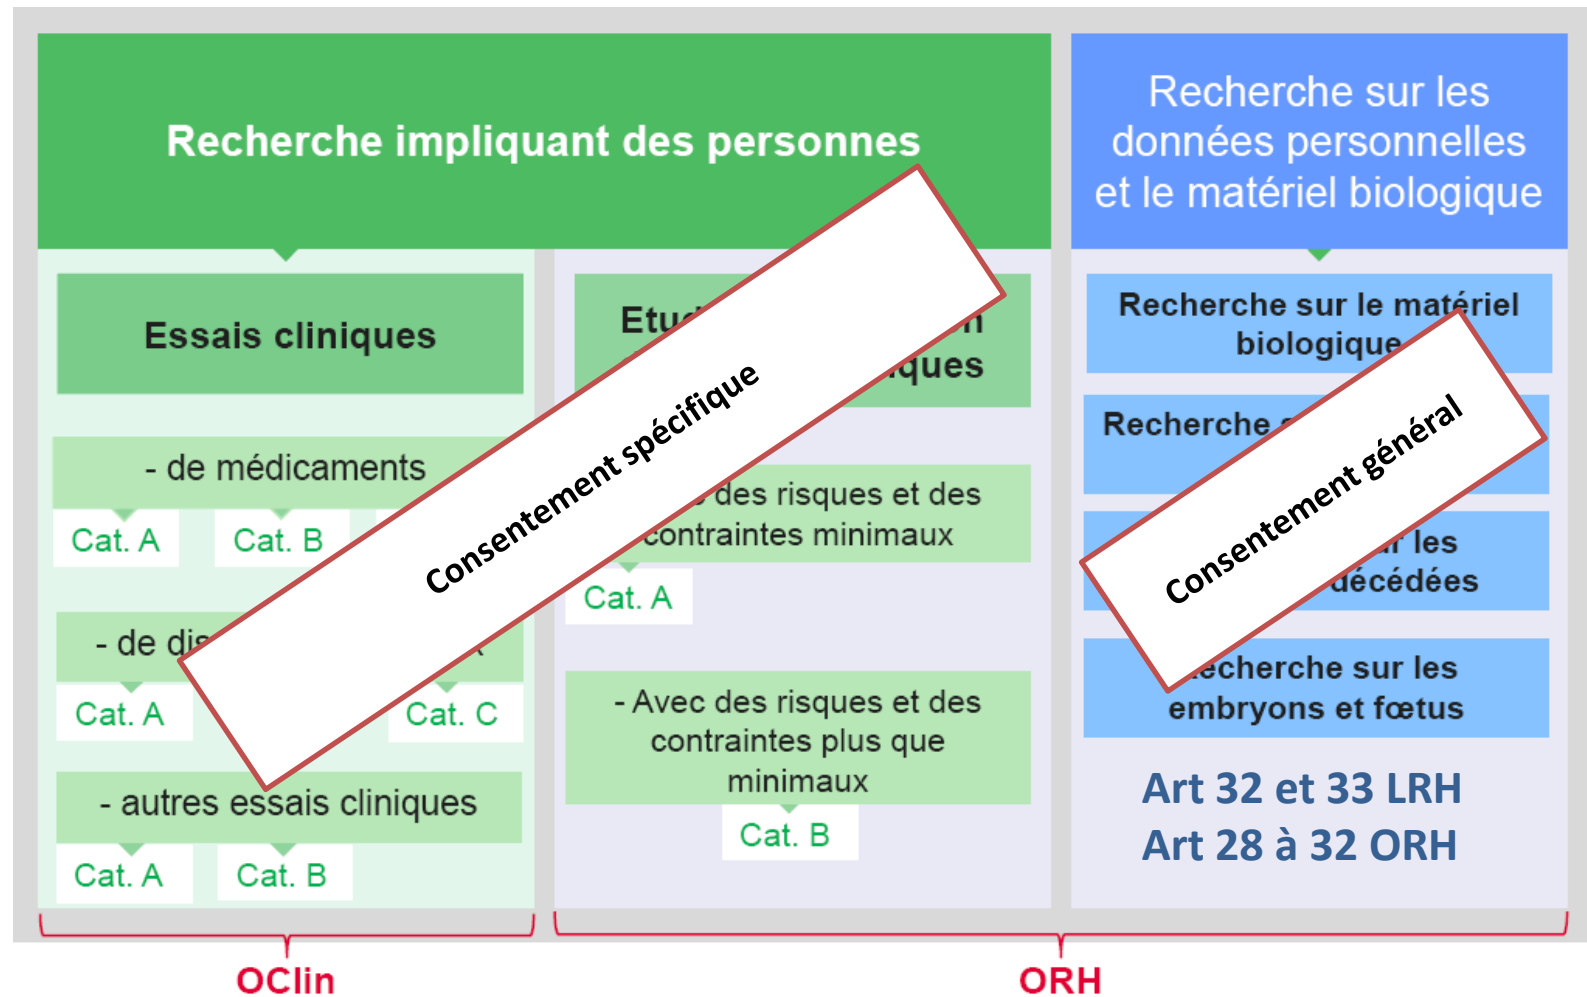 Recherche impliquant des personnes
Recherche sur les
données personnelles
et le matériel biologique
Essais cliniques
- de médicaments
Cat. A
Cat. B
- de
Cat. A
Cat. C
- autres essais cliniques
Cat. A
Cat. B
des risques et des
contraintes minimaux
Cat. A
- Avec des risques et des
contraintes plus que
minimaux
Cat. B
Consentement spécifique
Recherche sur le matériel
biologique
Recherche
les
décédées
Recherche sur les
embryons et fœtus
Consentement général
Art 32 et 33 LRH
Art 28 à 32 ORH
OClin
ORH